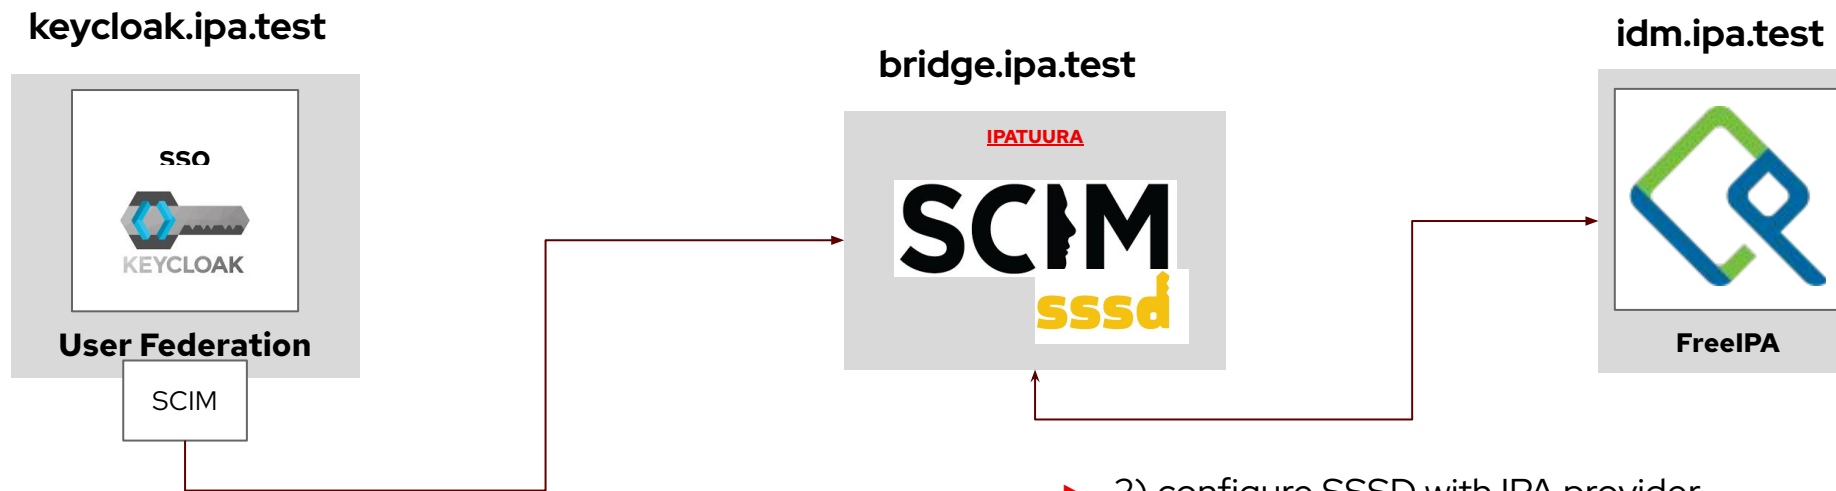 keycloak.ipa.test
SSO
KEYCLOAK
User Federation
SCIM
bridge.ipa.test
IPATUURA
SCIM
sssd
idm.ipa.test
FreeIPA
2) configure SSSD with IPA provider